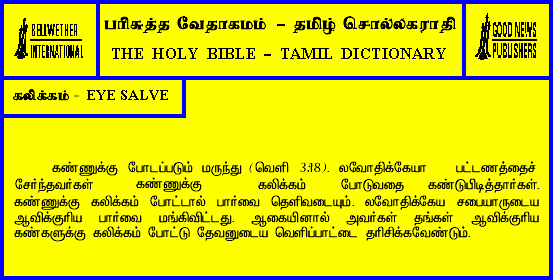 BELLWETHER
INTERNATIONAL
பரிசுத்த வேதாகமம் – தமிழ் சொல்லகராதி
THE HOLY BIBLE – TAMIL DICTIONARY
GOOD NEWS
PUBLISHERS
கலிக்கம் - EYE SALVE
கண்ணுக்கு போடப்படும் மருந்து (வெளி 3:18). லவோதிக்கேயா பட்டணத்தைச்
சேர்ந்தவர்கள் கண்ணுக்கு கலிக்கம் போடுவதை கண்டுபிடித்தார்கள்.
கண்ணுக்கு கலிக்கம் போட்டால் பார்வை தெளிவடையும். லவோதிக்கேய சபையாருடைய
ஆவிக்குரிய பார்வை மங்கிவிட்டது. ஆகையினால் அவர்கள் தங்கள் ஆவிக்குரிய
கண்களுக்கு கலிக்கம் போட்டு தேவனுடைய வெளிப்பாட்டை தரிசிக்கவேண்டும்.